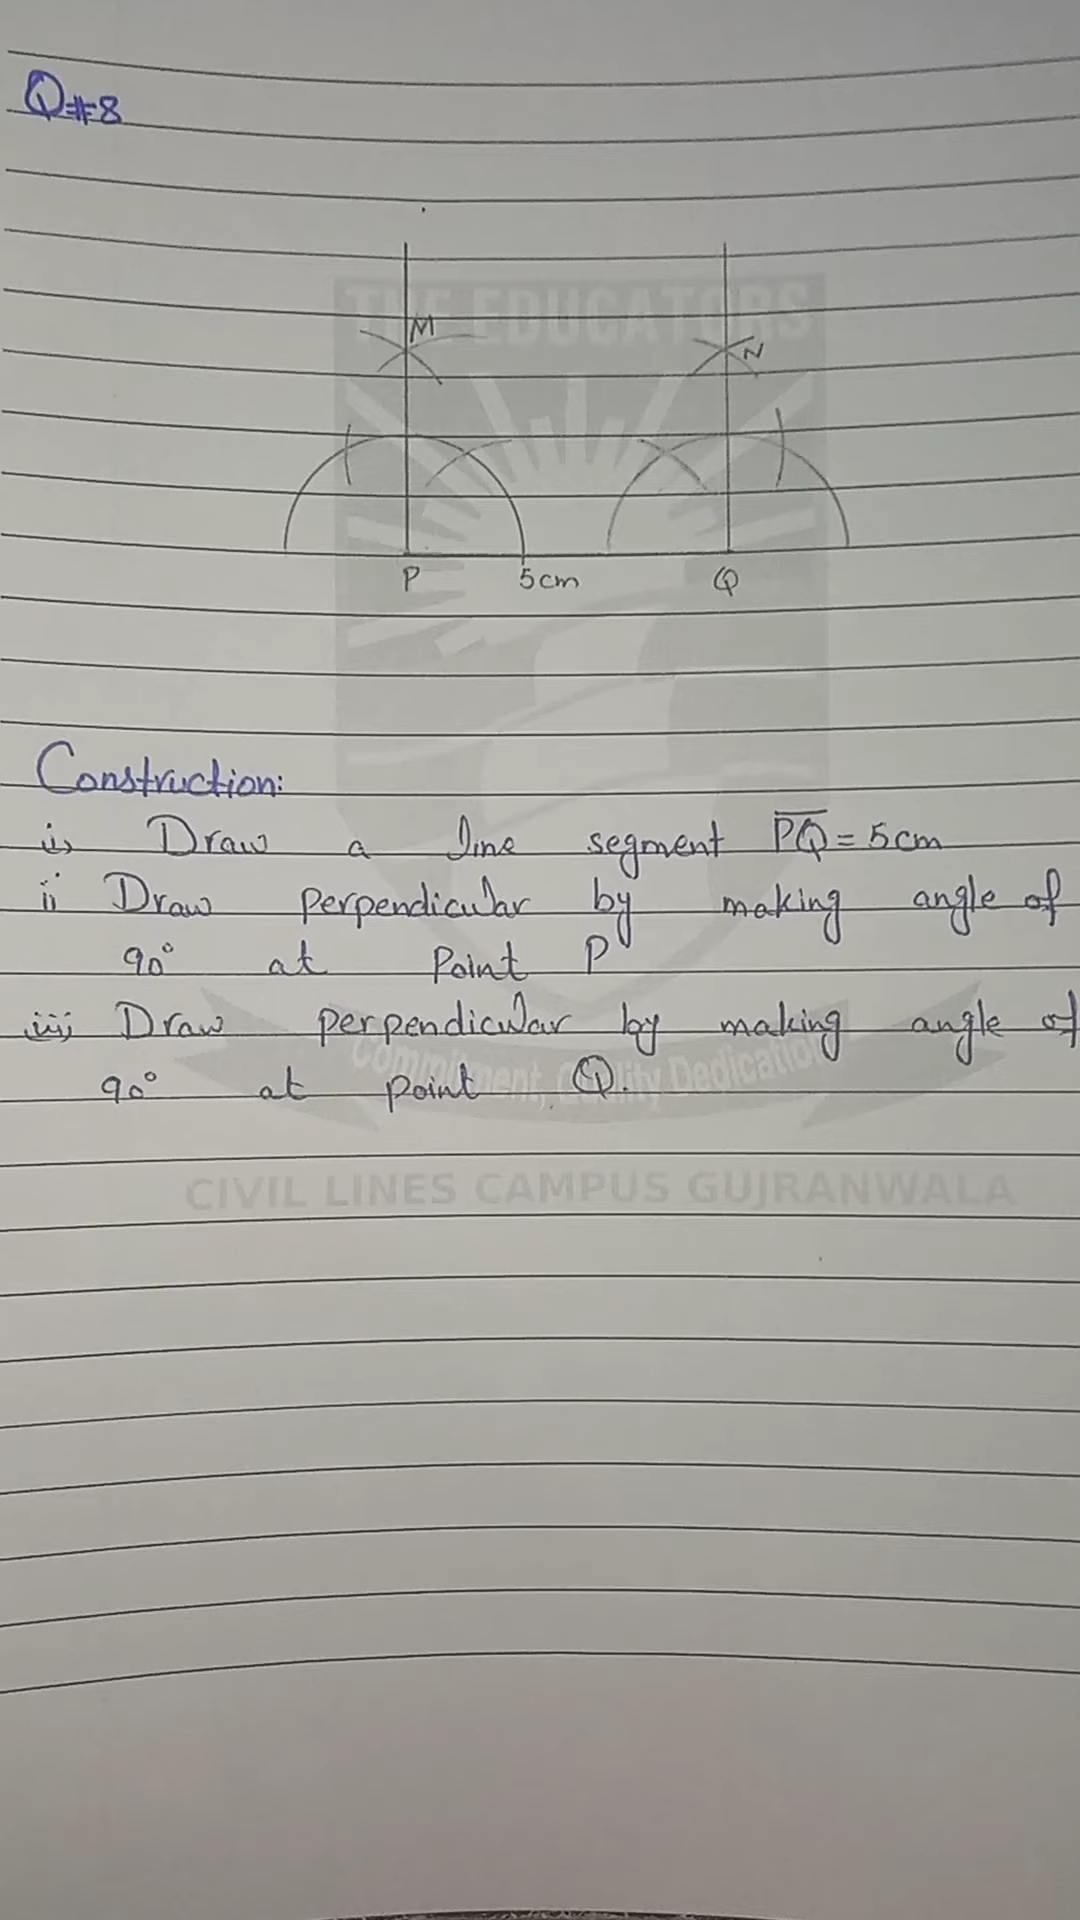 Q#8
THE EDUCATORS
M
N
P 5cm Q
Construction:
i, Draw a line segment PQ = 5cm
ii Draw perpendicular by making angle of
90° at Point P
iii, Draw perpendicular by making angle of
90° at point Q.
Commitment, Quality Dedication
CIVIL LINES CAMPUS GUJRANWALA